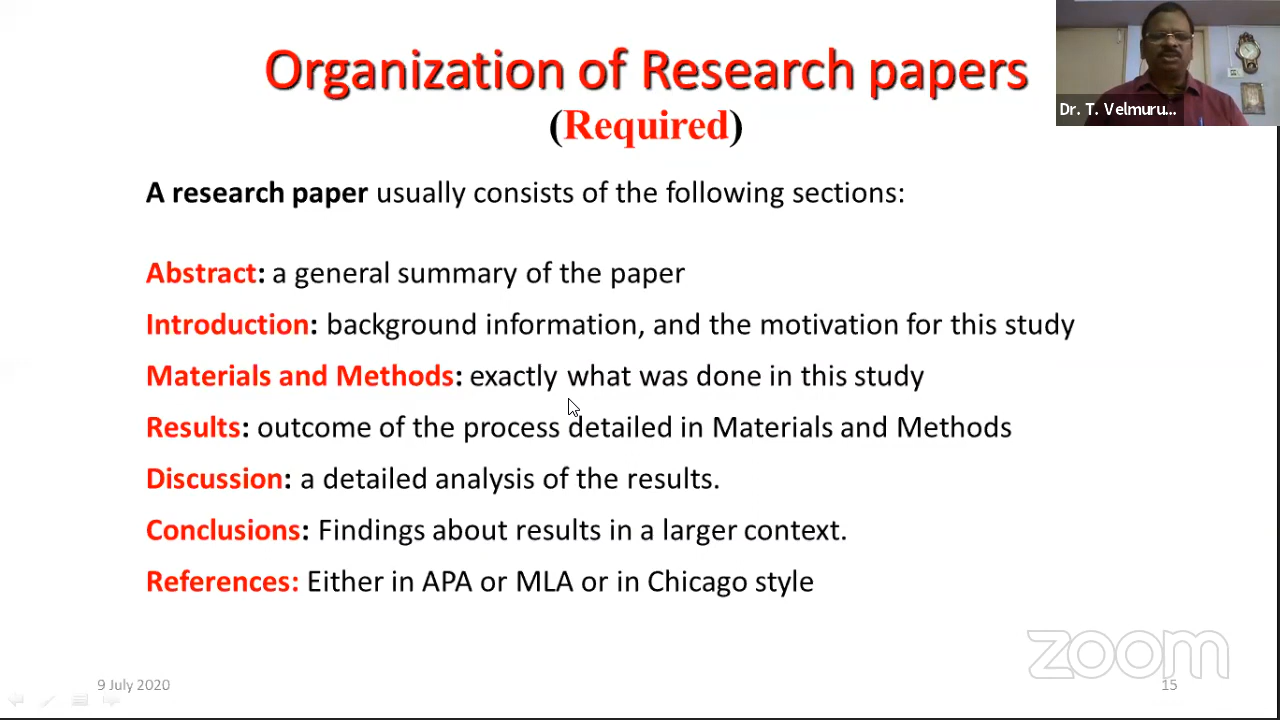 Organization of Research papers
(Required)
Dr. T. Velmuru...
A research paper usually consists of the following sections:
Abstract: a general summary of the paper
Introduction: background information, and the motivation for this study
Materials and Methods: exactly what was done in this study
Results: outcome of the process detailed in Materials and Methods
Discussion: a detailed analysis of the results.
Conclusions: Findings about results in a larger context.
References: Either in APA or MLA or in Chicago style
zoom
9 July 2020
15